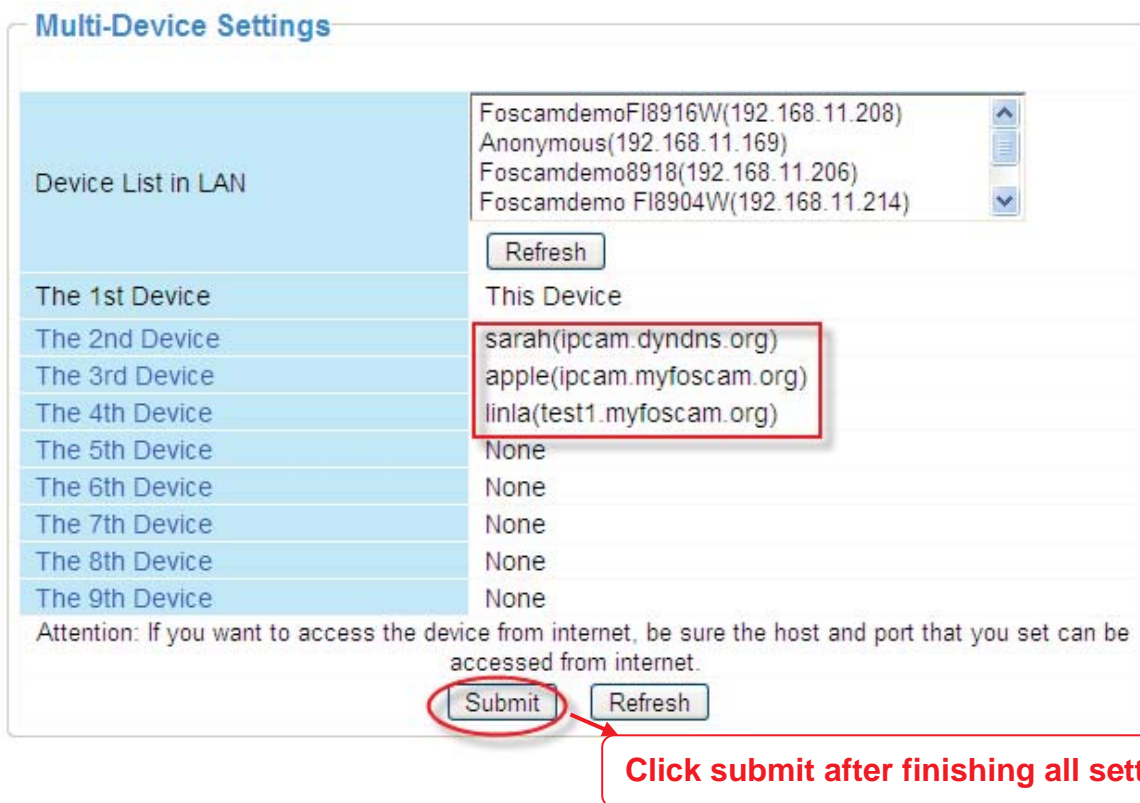 Multi-Device Settings
Device List in LAN
FoscamdemoFI8916W(192.168.11.208)
Anonymous(192.168.11.169)
Foscamdemo8918(192.168.11.206)
Foscamdemo FI8904W(192.168.11.214)
Refresh
The 1st Device This Device
The 2nd Device sarah(ipcam.dyndns.org)
The 3rd Device apple(ipcam.myfoscam.org)
The 4th Device linla(test1.myfoscam.org)
The 5th Device None
The 6th Device None
The 7th Device None
The 8th Device None
The 9th Device None
Attention: If you want to access the device from internet, be sure the host and port that you set can be
accessed from internet.
Submit Refresh
Click submit after finishing all